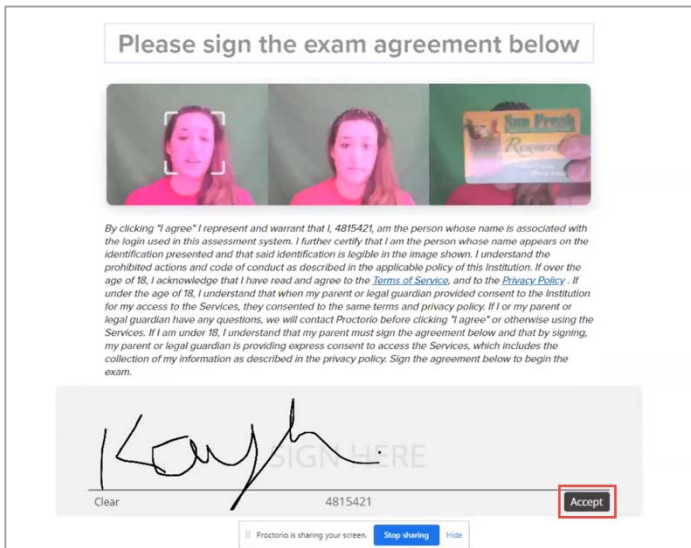 Please sign the exam agreement below
Sun Fresh
Reward
By clicking "I agree" I represent and warrant that I, 4815421, am the person whose name is associated with
the login used in this assessment system. I further certify that I am the person whose name appears on the
identification presented and that said identification is legible in the image shown. I understand the
prohibited actions and code of conduct as described in the applicable policy of this Institution. If over the
age of 18, I acknowledge that I have read and agree to the Terms of Service, and to the Privacy Policy . If
under the age of 18, I understand that when my parent or legal guardian provided consent to the Institution
for my access to the Services, they consented to the same terms and privacy policy. If I or my parent or
legal guardian have any questions, we will contact Proctorio before clicking "I agree" or otherwise using the
Services. If I am under 18, I understand that my parent must sign the agreement below and that by signing,
my parent or legal guardian is providing express consent to access the Services, which includes the
collection of my information as described in the privacy policy. Sign the agreement below to begin the
exam.
SIGN HERE
Clear 4815421 Accept
Proctorio is sharing your screen. Stop sharing Hide